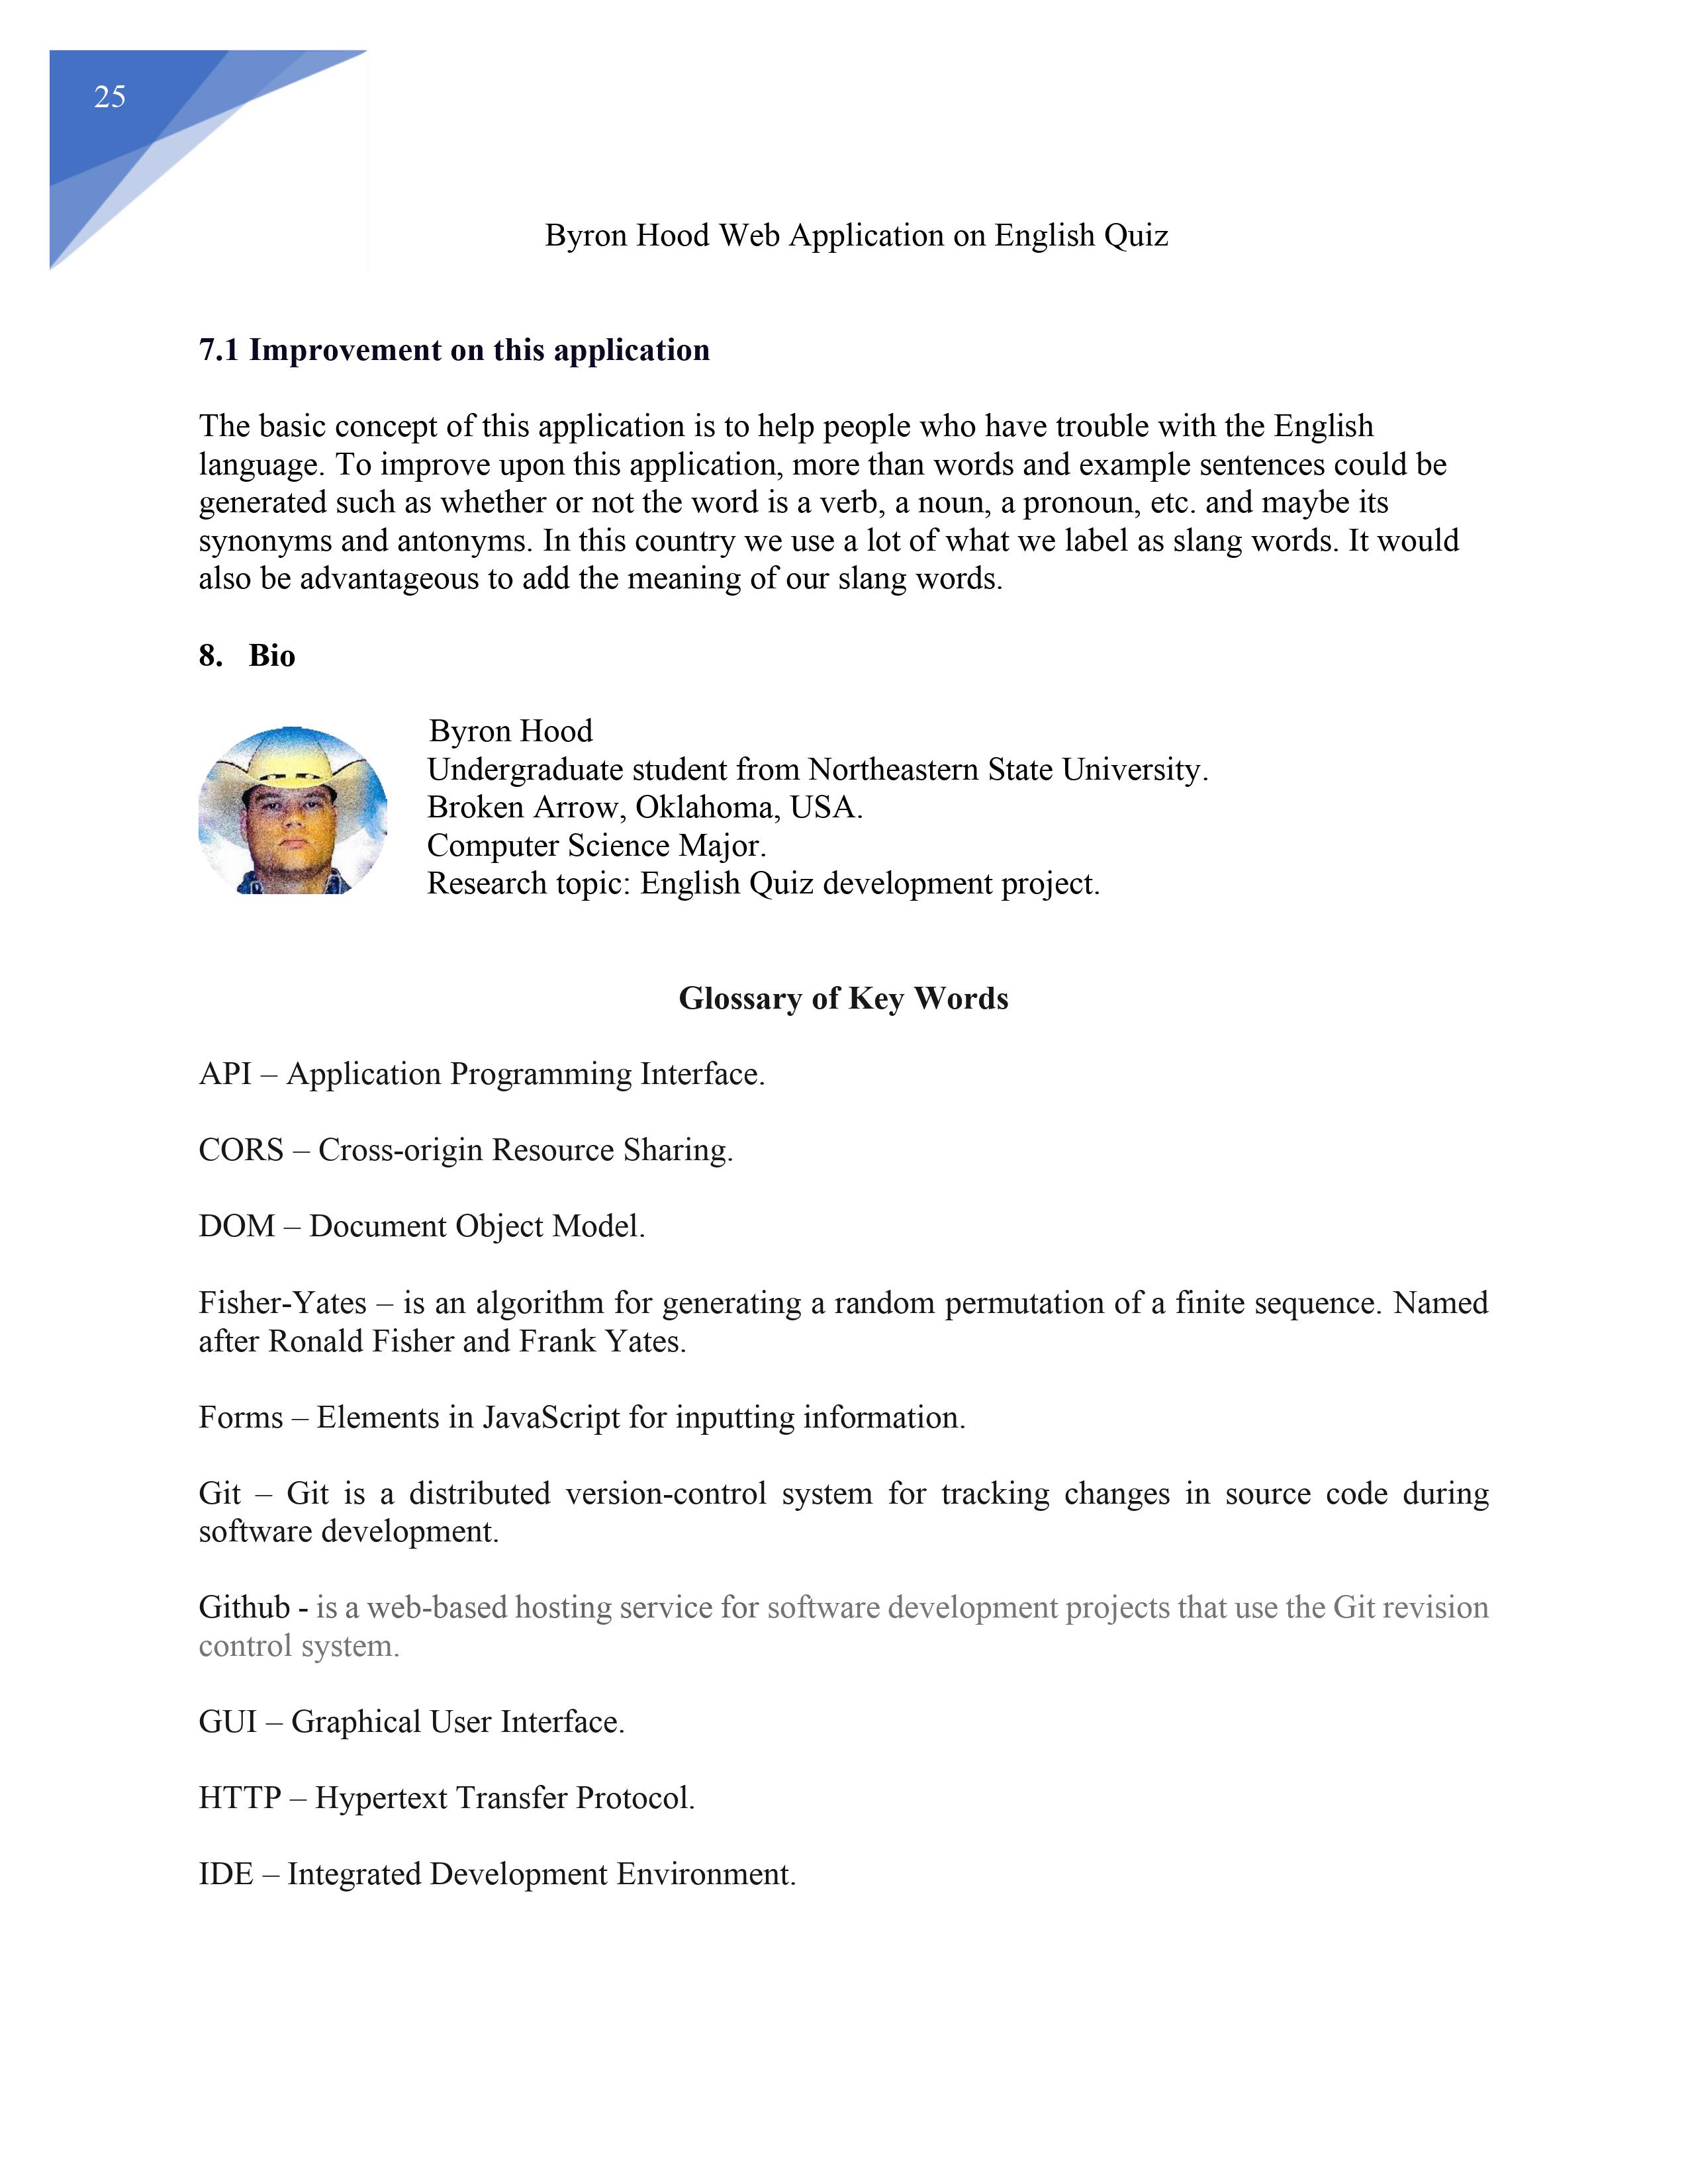 25
Byron Hood Web Application on English Quiz
7.1 Improvement on this application
The basic concept of this application is to help people who have trouble with the English
language. To improve upon this application, more than words and example sentences could be
generated such as whether or not the word is a verb, a noun, a pronoun, etc. and maybe its
synonyms and antonyms. In this country we use a lot of what we label as slang words. It would
also be advantageous to add the meaning of our slang words.
8. Bio
Byron Hood
Undergraduate student from Northeastern State University.
Broken Arrow, Oklahoma, USA.
Computer Science Major.
Research topic: English Quiz development project.
Glossary of Key Words
API – Application Programming Interface.
CORS – Cross-origin Resource Sharing.
DOM – Document Object Model.
Fisher-Yates – is an algorithm for generating a random permutation of a finite sequence. Named
after Ronald Fisher and Frank Yates.
Forms – Elements in JavaScript for inputting information.
Git – Git is a distributed version-control system for tracking changes in source code during
software development.
Github - is a web-based hosting service for software development projects that use the Git revision
control system.
GUI – Graphical User Interface.
HTTP – Hypertext Transfer Protocol.
IDE – Integrated Development Environment.